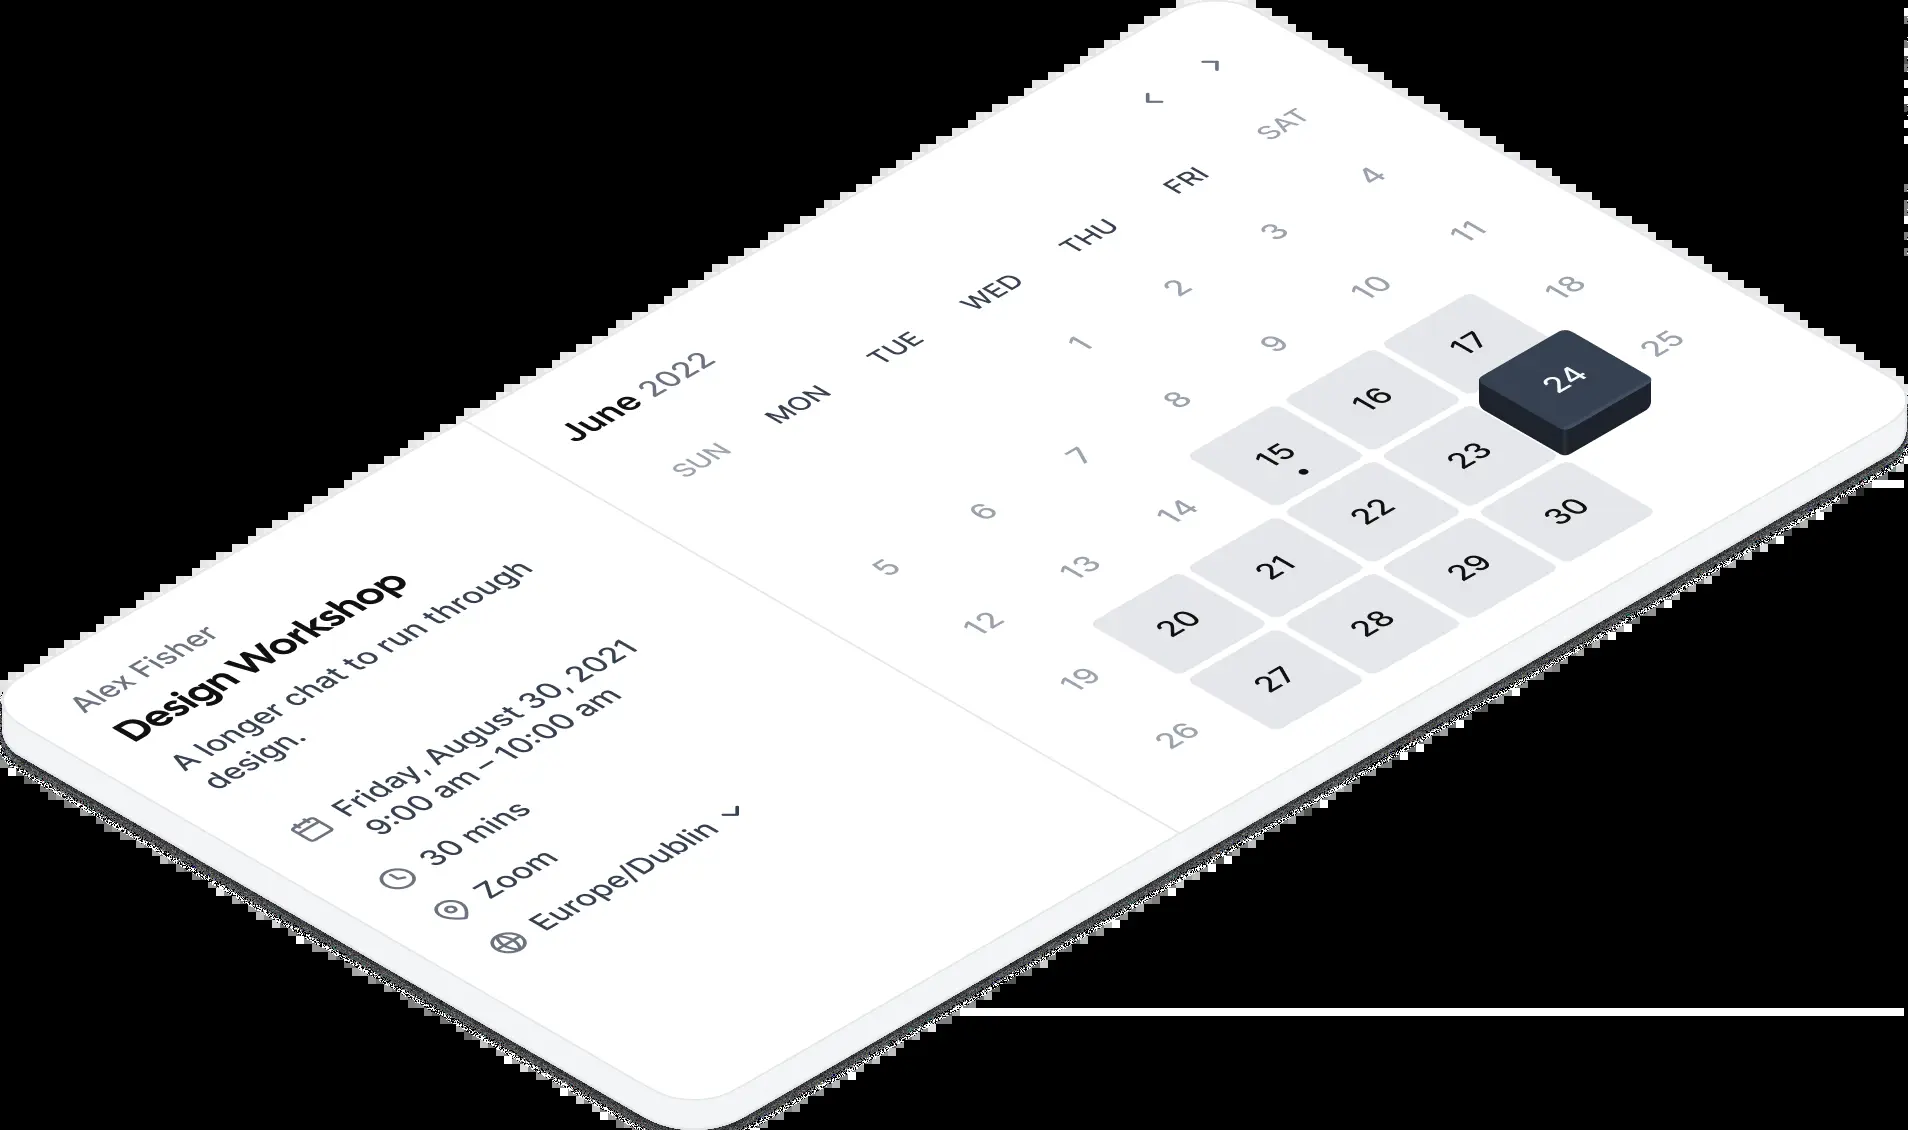 Alex Fisher
Design Workshop
A longer chat to run through
design.
Friday, August 30, 2021
9:00 am – 10:00 am
30 mins
Zoom
Europe/Dublin
June 2022
SUN MON TUE WED THU FRI SAT
1 2 3 4
5 6 7 8 9 10 11
12 13 14 15 16 17 18
19 20 21 22 23 24 25
26 27 28 29 30